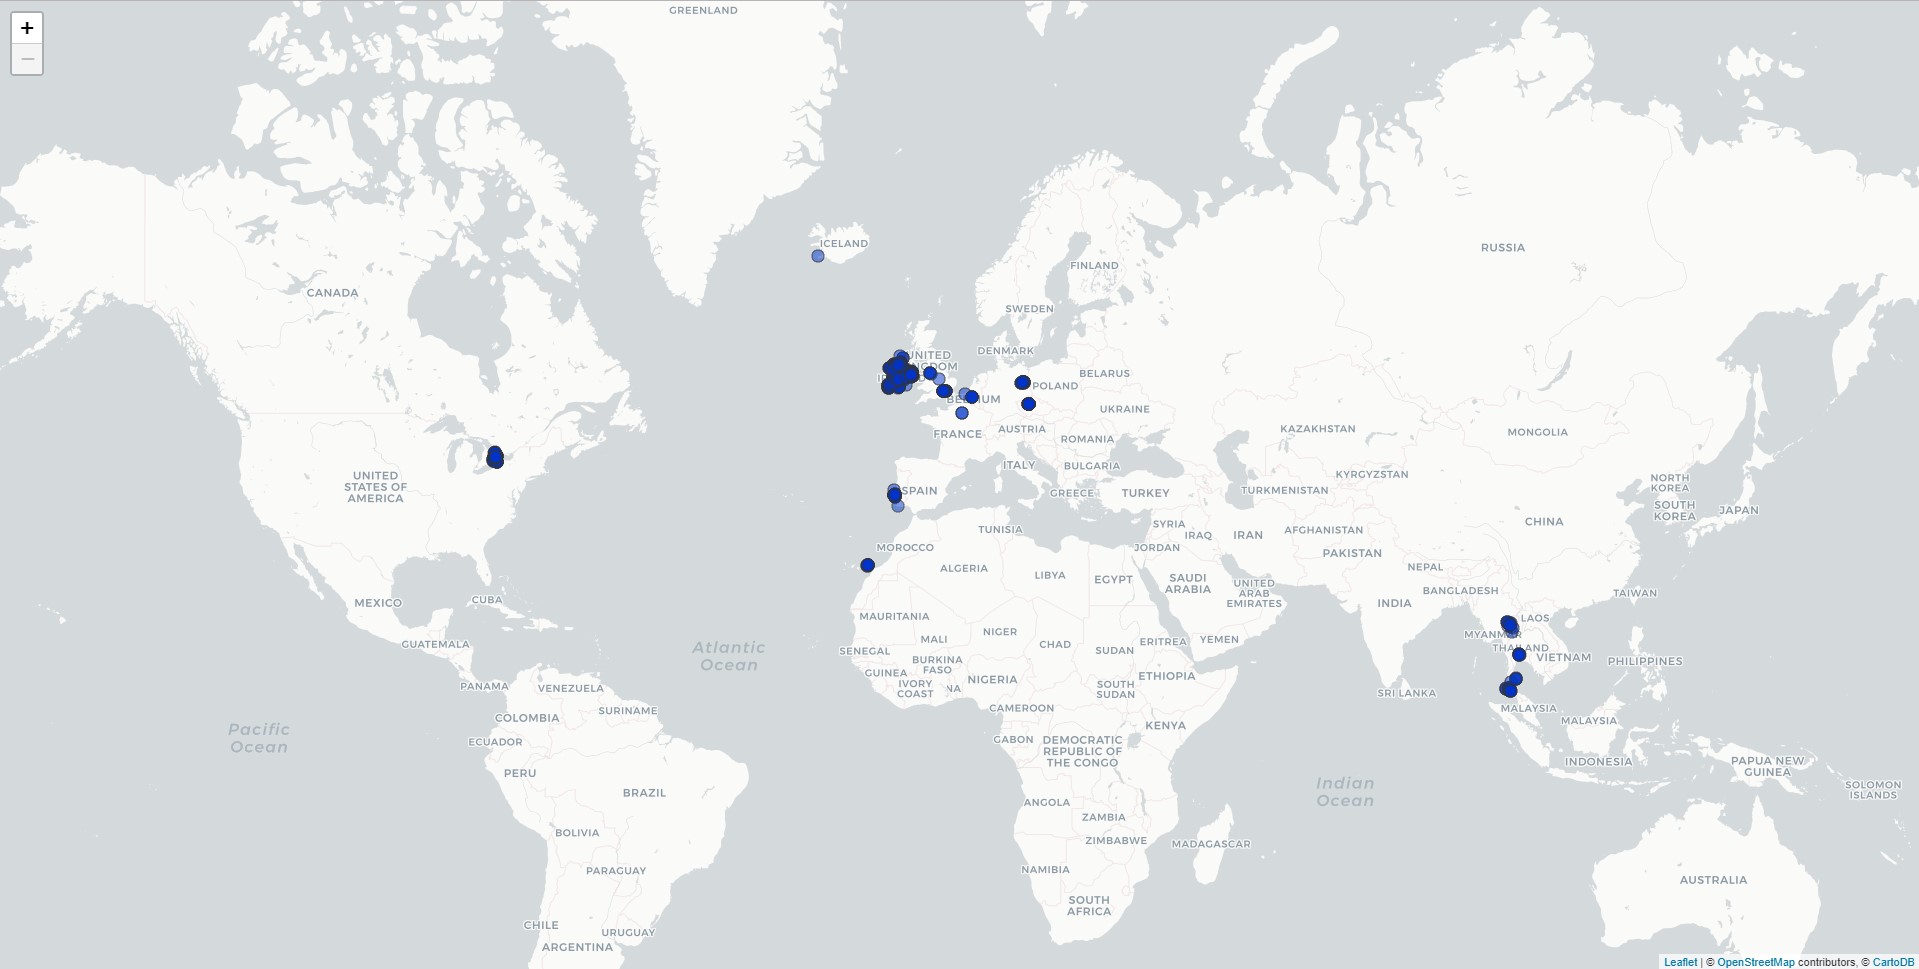 +
−
GREENLAND
ICELAND
RUSSIA
FINLAND
CANADA
SWEDEN
DENMARK
UNITED
KINGDOM
BELARUS
POLAND
BELGIUM
UKRAINE
FRANCE
AUSTRIA
ROMANIA
KAZAKHSTAN
MONGOLIA
ITALY
BULGARIA
KYRGYZSTAN
UNITED
STATES OF
AMERICA
SPAIN
GREECE
TURKEY
TURKMENISTAN
NORTH
KOREA
SOUTH
KOREA
JAPAN
CHINA
TUNISIA
SYRIA
IRAQ
IRAN
AFGHANISTAN
MOROCCO
JORDAN
PAKISTAN
ALGERIA
LIBYA
EGYPT
SAUDI
ARABIA
UNITED
ARAB
EMIRATES
NEPAL
BANGLADESH
TAIWAN
MEXICO
CUBA
INDIA
MAURITANIA
LAOS
MYANMAR
GUATEMALA
Atlantic
Ocean
MALI
NIGER
CHAD
SUDAN
ERITREA
YEMEN
THAILAND
VIETNAM
PHILIPPINES
SENEGAL
BURKINA
FASO
GUINEA
IVORY
COAST
NA
NIGERIA
SOUTH
SUDAN
ETHIOPIA
PANAMA
VENEZUELA
SRI LANKA
COLOMBIA
SURINAME
CAMEROON
MALAYSIA
MALAYSIA
Pacific
Ocean
ECUADOR
GABON
DEMOCRATIC
REPUBLIC OF
THE CONGO
KENYA
INDONESIA
PAPUA NEW
GUINEA
PERU
BRAZIL
Indian
Ocean
SOLOMON
ISLANDS
ANGOLA
ZAMBIA
BOLIVIA
ZIMBABWE
MADAGASCAR
PARAGUAY
NAMIBIA
AUSTRALIA
SOUTH
AFRICA
CHILE
URUGUAY
ARGENTINA
Leaflet | © OpenStreetMap contributors, © CartoDB